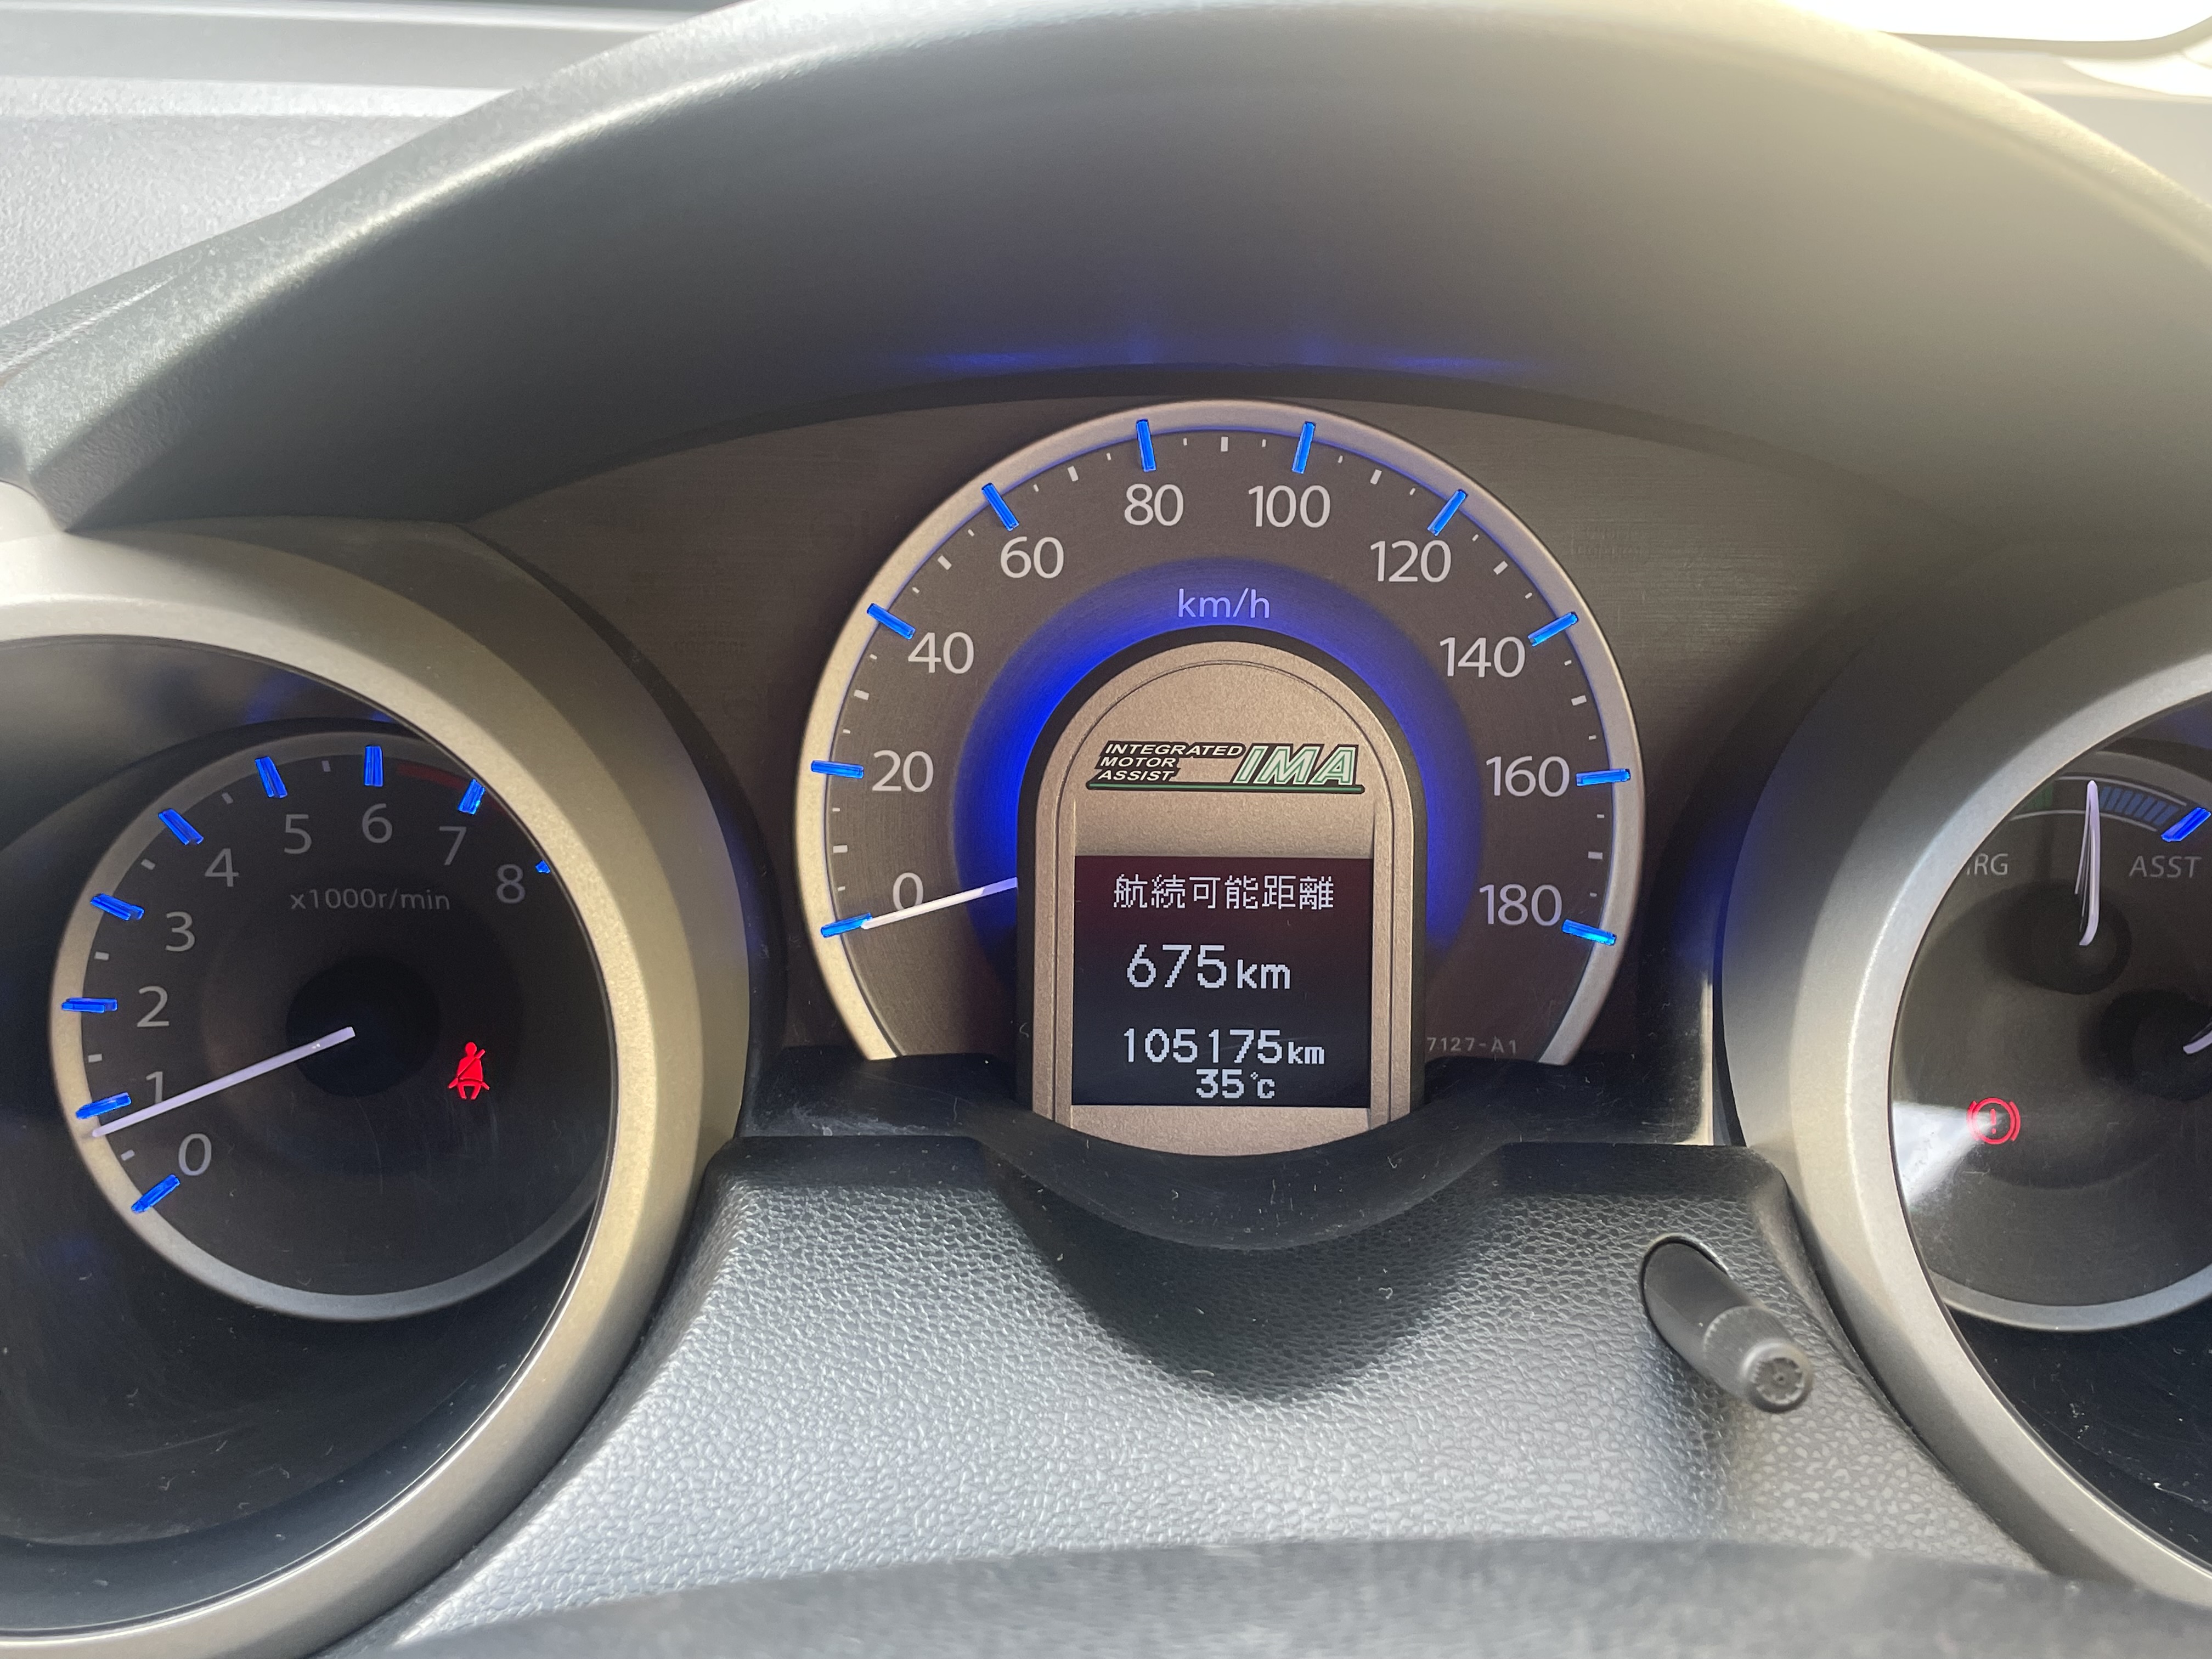 80 100
60 120
km/h
40 140
INTEGRATED
MOTOR
ASSIST
IMA
20 160
0 180
航続可能距離
675km
105175km
35℃
7127-A1
5 6 7
4 8
x1000r/min
3
2
1
0
ASST